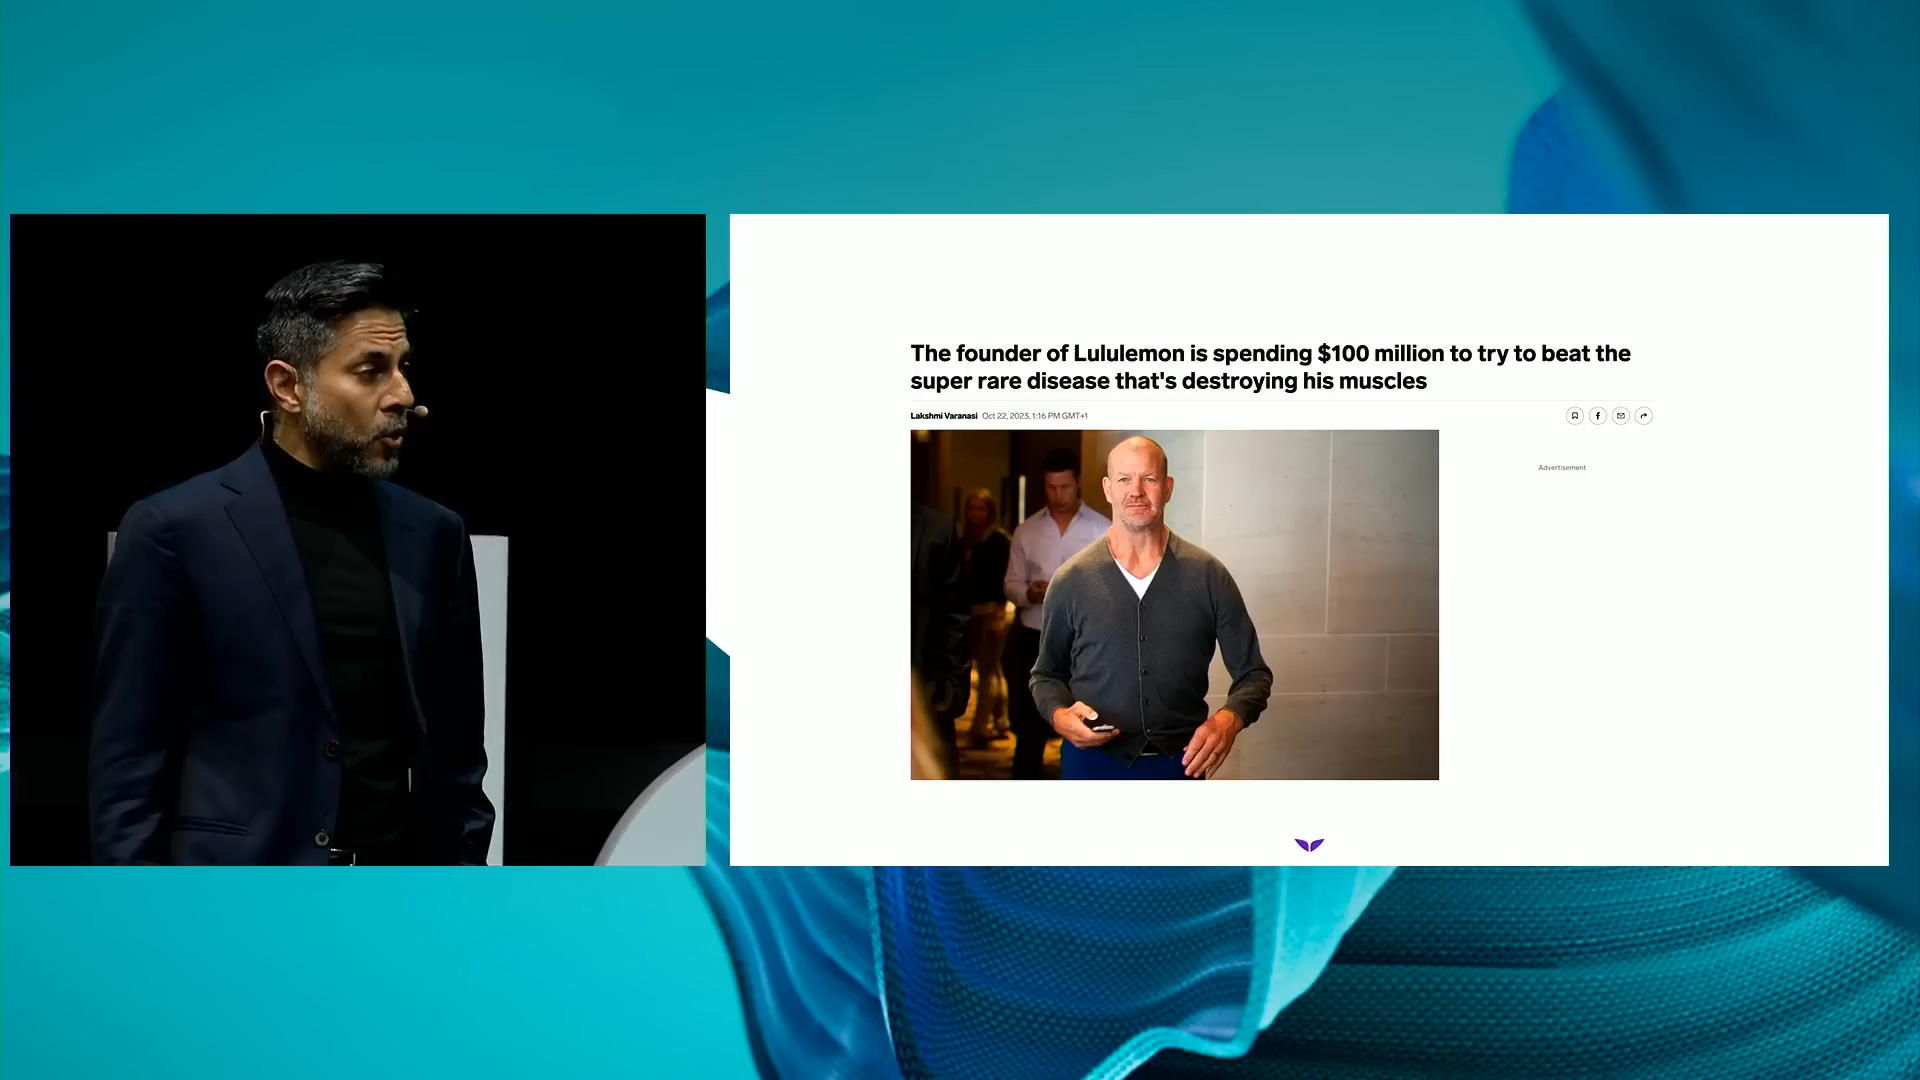 The founder of Lululemon is spending $100 million to try to beat the
super rare disease that's destroying his muscles
Lakshmi Varanasi Oct 22, 2023, 1:16 PM GMT+1
Advertisement